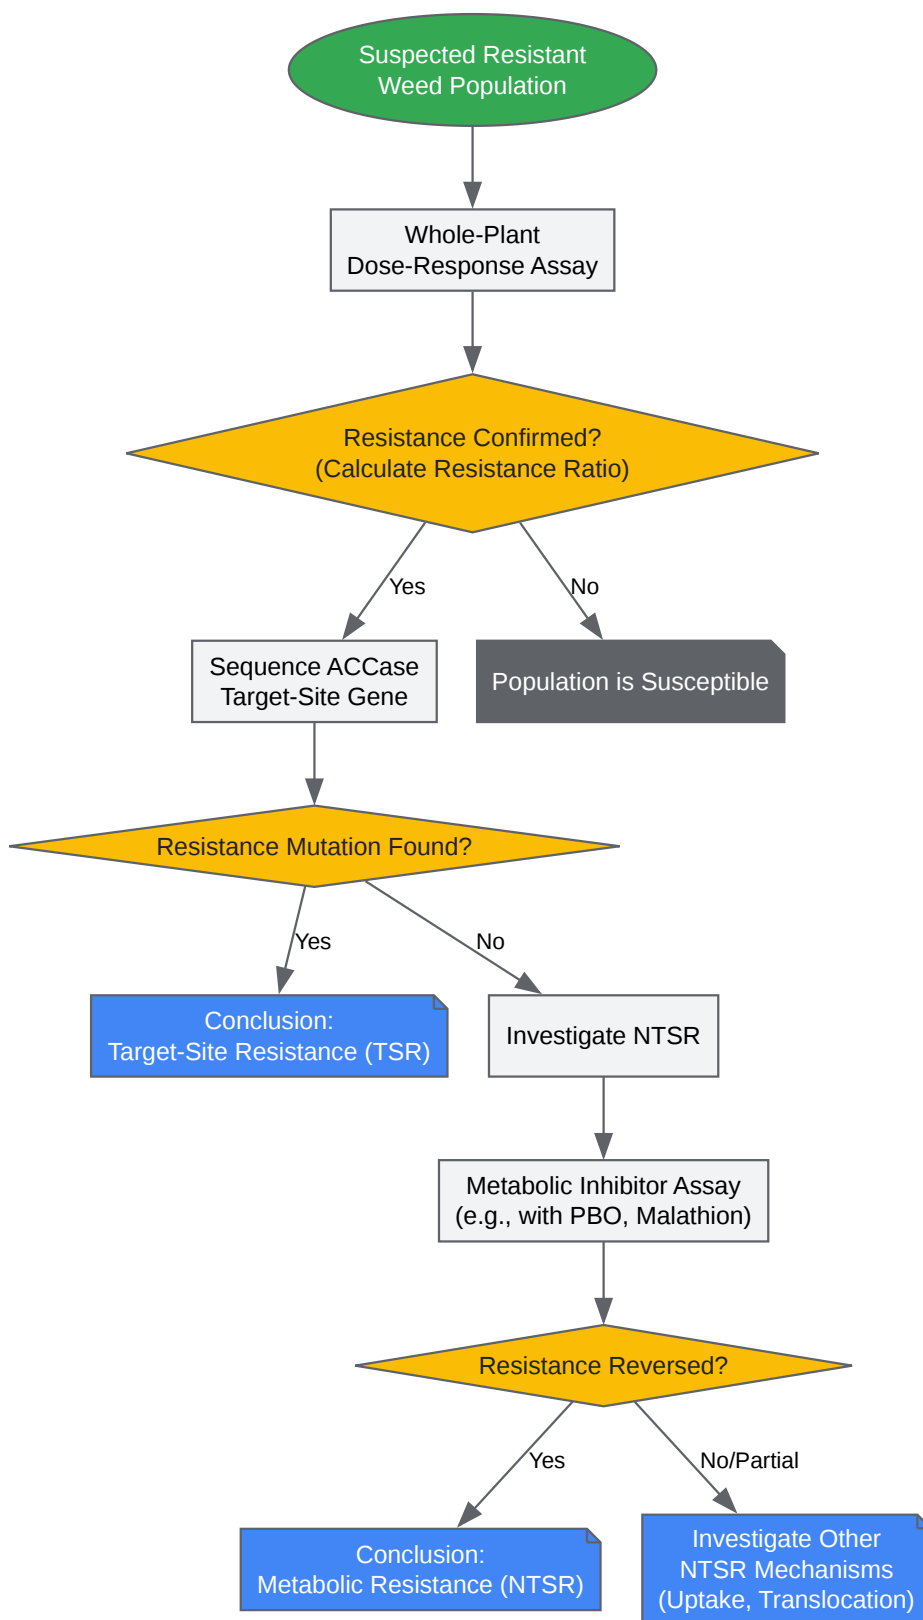 Suspected Resistant
Weed Population
Whole-Plant
Dose-Response Assay
Resistance Confirmed?
(Calculate Resistance Ratio)
Yes
No
Sequence ACCase
Target-Site Gene
Population is Susceptible
Resistance Mutation Found?
Yes
No
Conclusion:
Target-Site Resistance (TSR)
Investigate NTSR
Metabolic Inhibitor Assay
(e.g., with PBO, Malathion)
Resistance Reversed?
Yes
No/Partial
Conclusion:
Metabolic Resistance (NTSR)
Investigate Other
NTSR Mechanisms
(Uptake, Translocation)